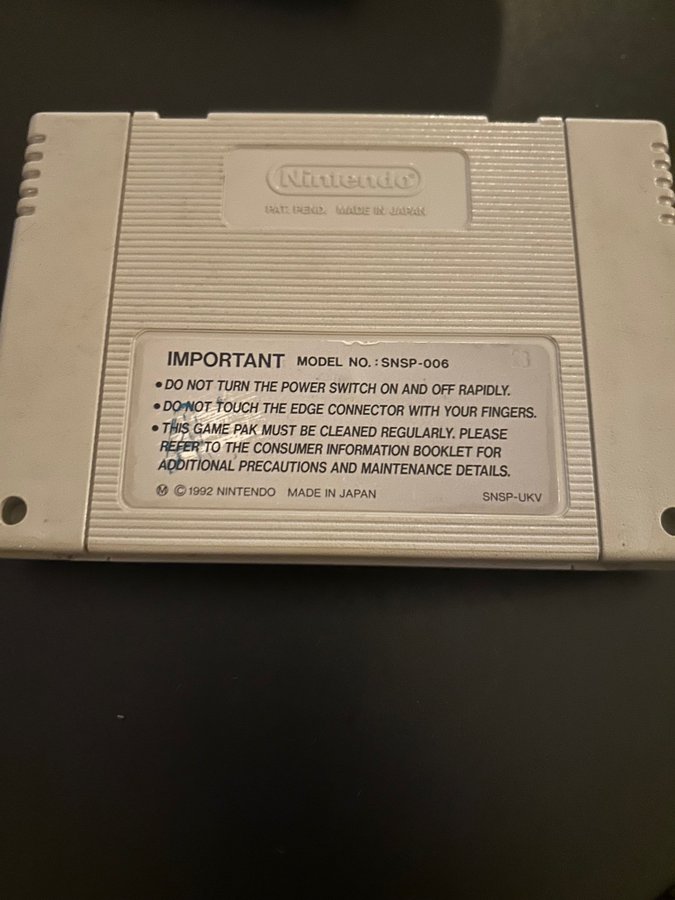 Nintendo®
PAT. PEND. MADE IN JAPAN
IMPORTANT MODEL NO. : SNSP-006
• DO NOT TURN THE POWER SWITCH ON AND OFF RAPIDLY.
• DO NOT TOUCH THE EDGE CONNECTOR WITH YOUR FINGERS.
• THIS GAME PAK MUST BE CLEANED REGULARLY. PLEASE
REFER TO THE CONSUMER INFORMATION BOOKLET FOR
ADDITIONAL PRECAUTIONS AND MAINTENANCE DETAILS.
Ⓜ © 1992 NINTENDO MADE IN JAPAN SNSP-UKV